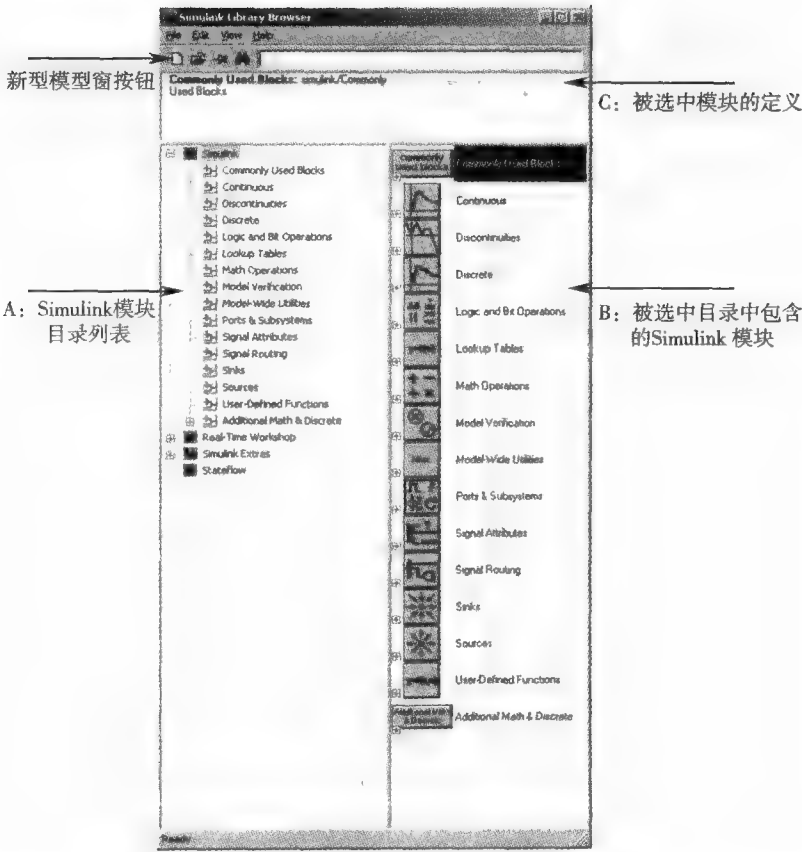 Simulink Library Browser
File Edit View Help
新型模型窗按钮
Commonly Used Blocks: simulink/Commonly
Used Blocks
C：被选中模块的定义
Simulink
Commonly Used Blocks
Continuous
Discontinuities
Discrete
Logic and Bit Operations
Lookup Tables
Math Operations
Model Verification
Model-Wide Utilities
Ports & Subsystems
Signal Attributes
Signal Routing
Sinks
Sources
User-Defined Functions
Additional Math & Discrete
Real-Time Workshop
Simulink Extras
Stateflow
A：Simulink模块
目录列表
Commonly
Used Blocks
Commonly Used Blocks
Continuous
Discontinuities
Discrete
Logic and Bit Operations
Lookup Tables
Math Operations
Model Verification
Model-Wide Utilities
Ports & Subsystems
Signal Attributes
Signal Routing
Sinks
Sources
User-Defined Functions
Additional Math
& Discrete
Additional Math & Discrete
B：被选中目录中包含
的Simulink 模块
Ready